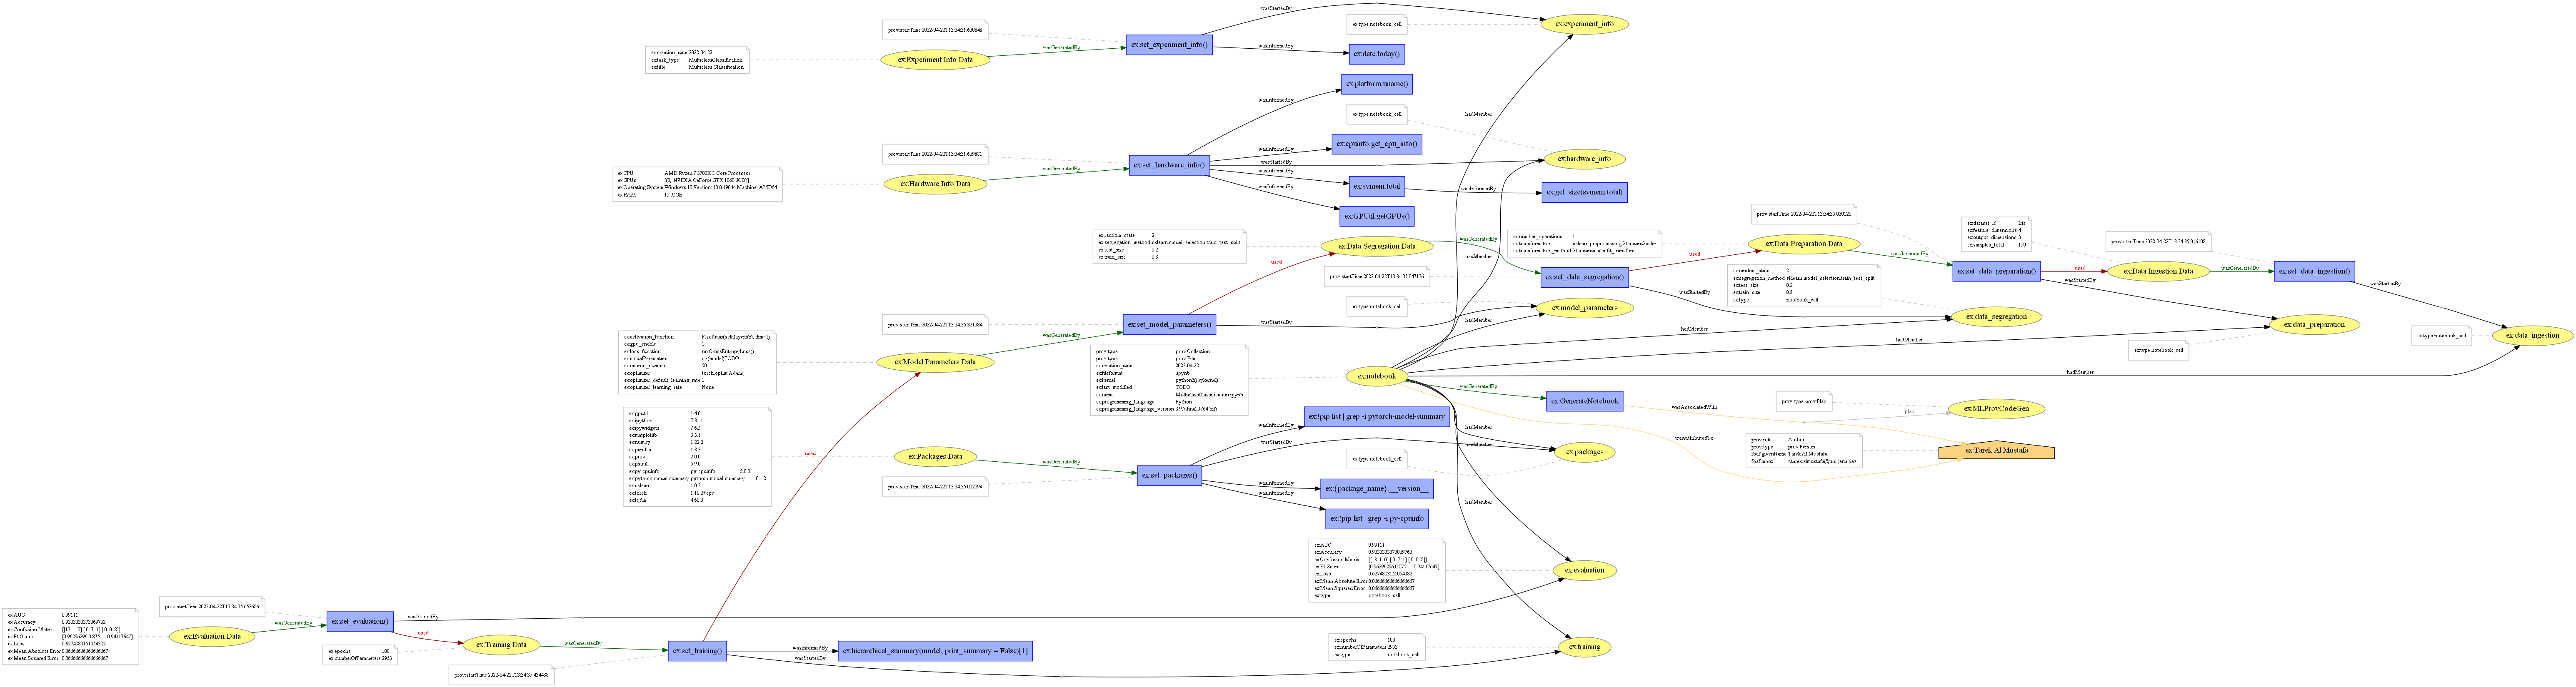 wasStartedBy
ex:experiment_info
ex:type notebook_cell
prov:startTime 2022-04-22T13:34:31.630848
ex:set_experiment_info()
wasGeneratedBy
wasInformedBy
ex:date.today()
ex:creation_date 2022-04-22
ex:task_type MulticlassClassification
ex:title Multiclass Classification
ex:Experiment Info Data
ex:platform.uname()
wasInformedBy
hadMember
ex:type notebook_cell
ex:cpuinfo.get_cpu_info()
wasInformedBy
prov:startTime 2022-04-22T13:34:31.669881
ex:set_hardware_info()
wasStartedBy
ex:hardware_info
wasGeneratedBy
wasInformedBy
ex:CPU AMD Ryzen 7 3700X 8-Core Processor
ex:Operating System Windows 10 Version: 10.0.19044 Machine: AMD64
ex:RAM 15.95GB
ex:Hardware Info Data
wasInformedBy
ex:svmem.total
wasInformedBy
ex:get_size(svmem.total)
ex:GPUtil.getGPUs()
ex:random_state 2
ex:segregation_method sklearn.model_selection.train_test_split
ex:test_size 0.2
ex:train_size 0.8
ex:Data Segregation Data
wasGeneratedBy
used
prov:startTime 2022-04-22T13:34:35.047136
ex:set_data_segregation()
hadMember
ex:number_operations 1
ex:transformation sklearn.preprocessing.StandardScaler
ex:transformation_method Standardscaler.fit_transform
used
prov:startTime 2022-04-22T13:34:35.030120
ex:Data Preparation Data
wasGeneratedBy
ex:set_data_preparation()
used
ex:dataset_id Iris
ex:feature_dimensions 4
ex:output_dimensions 3
ex:samples_total 150
ex:Data Ingestion Data
wasGeneratedBy
prov:startTime 2022-04-22T13:34:35.016108
ex:set_data_ingestion()
wasStartedBy
wasStartedBy
wasStartedBy
ex:random_state 2
ex:segregation_method sklearn.model_selection.train_test_split
ex:test_size 0.2
ex:train_size 0.8
ex:type notebook_cell
ex:data_segregation
ex:data_preparation
ex:type notebook_cell
ex:type notebook_cell
ex:data_ingestion
ex:type notebook_cell
ex:model_parameters
prov:startTime 2022-04-22T13:34:35.321384
ex:set_model_parameters()
wasStartedBy
hadMember
hadMember
hadMember
hadMember
wasGeneratedBy
ex:activation_function F.softmax(self.layer3(x), dim=1)
ex:gpu_enable 1
ex:loss_function nn.CrossEntropyLoss()
ex:modelParameters str(model)TODO
ex:neuron_number 50
ex:optimizer torch.optim.Adam(
ex:optimizer_default_learning_rate 1
ex:optimizer_learning_rate None
ex:Model Parameters Data
prov:type prov:Collection
prov:type prov:File
ex:creation_date 2022-04-22
ex:fileformat .ipynb
ex:kernel python3(ipykernel)
ex:last_modified TODO
ex:name MulticlassClassification.ipynb
ex:programming_language Python
ex:programming_language_version 3.9.7.final.0 (64 bit)
ex:notebook
wasGeneratedBy
ex:GenerateNotebook
wasAssociatedWith
plan
prov:type prov:Plan
ex:MLProvCodeGen
wasAttributedTo
prov:role Author
prov:type prov:Person
foaf:givenName Tarek Al Mustafa
foaf:mbox <tarek.almustafa@uni-jena.de>
ex:Tarek Al Mustafa
ex:gputil 1.4.0
ex:ipython 7.31.1
ex:ipywidgets 7.6.5
ex:matplotlib 3.5.1
ex:numpy 1.22.2
ex:pandas 1.3.5
ex:prov 2.0.0
ex:psutil 5.9.0
ex:py-cpuinfo py-cpuinfo 8.0.0
ex:pytorch-model-summary pytorch-model-summary 0.1.2
ex:sklearn 1.0.2
ex:torch 1.10.2+cpu
ex:tqdm 4.60.0
used
ex:Packages Data
wasGeneratedBy
prov:startTime 2022-04-22T13:34:35.002094
ex:set_packages()
ex:!pip list | grep -i pytorch-model-summary
wasInformedBy
wasStartedBy
hadMember
hadMember
ex:packages
ex:type notebook_cell
wasInformedBy
ex:{package_name}.__version__
wasInformedBy
ex:!pip list | grep -i py-cpuinfo
hadMember
ex:AUC 0.99111
ex:Accuracy 0.9333333373069763
ex:Confusion Matrix [[13 1 0] [ 0 7 1] [ 0 0 8]]
ex:F1 Score [0.96296296 0.875 0.94117647]
ex:Loss 0.6274883151054382
ex:Mean Absolute Error 0.06666666666666667
ex:Mean Squared Error 0.06666666666666667
ex:type notebook_cell
ex:evaluation
ex:AUC 0.99111
ex:Accuracy 0.9333333373069763
ex:Confusion Matrix [[13 1 0] [ 0 7 1] [ 0 0 8]]
ex:F1 Score [0.96296296 0.875 0.94117647]
ex:Loss 0.6274883151054382
ex:Mean Absolute Error 0.06666666666666667
ex:Mean Squared Error 0.06666666666666667
prov:startTime 2022-04-22T13:34:35.652686
ex:Evaluation Data
wasGeneratedBy
ex:set_evaluation()
wasStartedBy
used
ex:epochs 100
ex:numberOfParameters 2953
ex:Training Data
wasGeneratedBy
prov:startTime 2022-04-22T13:34:35.434488
ex:set_training()
wasInformedBy
wasStartedBy
ex:hierarchical_summary(model, print_summary = False)[1]
ex:epochs 100
ex:numberOfParameters 2953
ex:type notebook_cell
ex:training